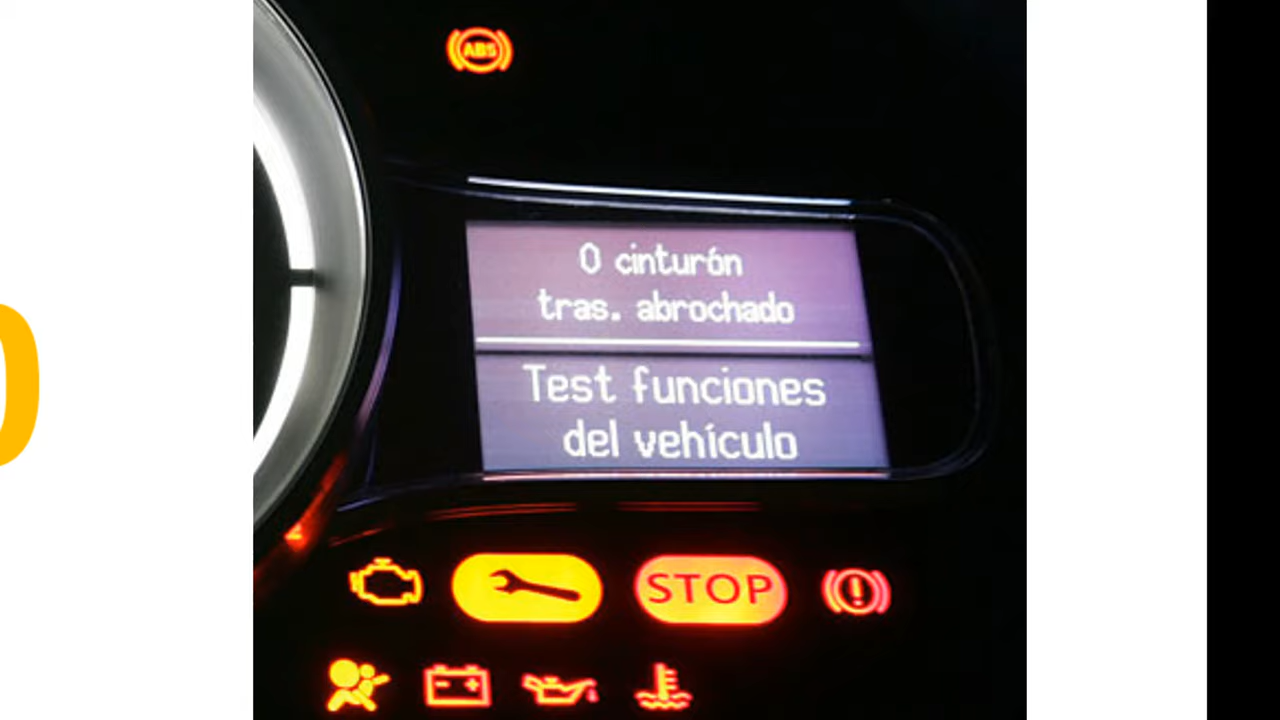 ABS
0 cinturón
tras. abrochado
Test funciones
del vehículo
STOP